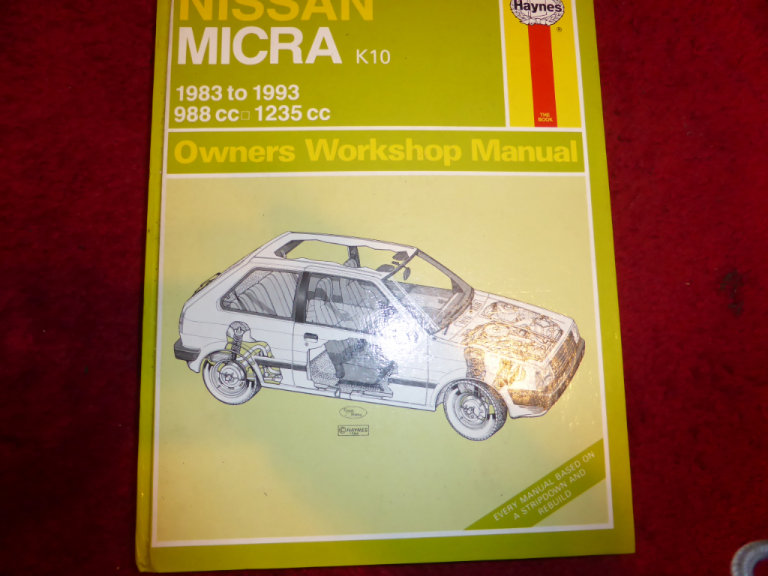 NISSAN
MICRA K10
1983 to 1993
988 cc□1235 cc
Haynes
®
THE
BOOK
Owners Workshop Manual
© HAYNES
EVERY MANUAL BASED ON
A STRIPDOWN AND
REBUILD